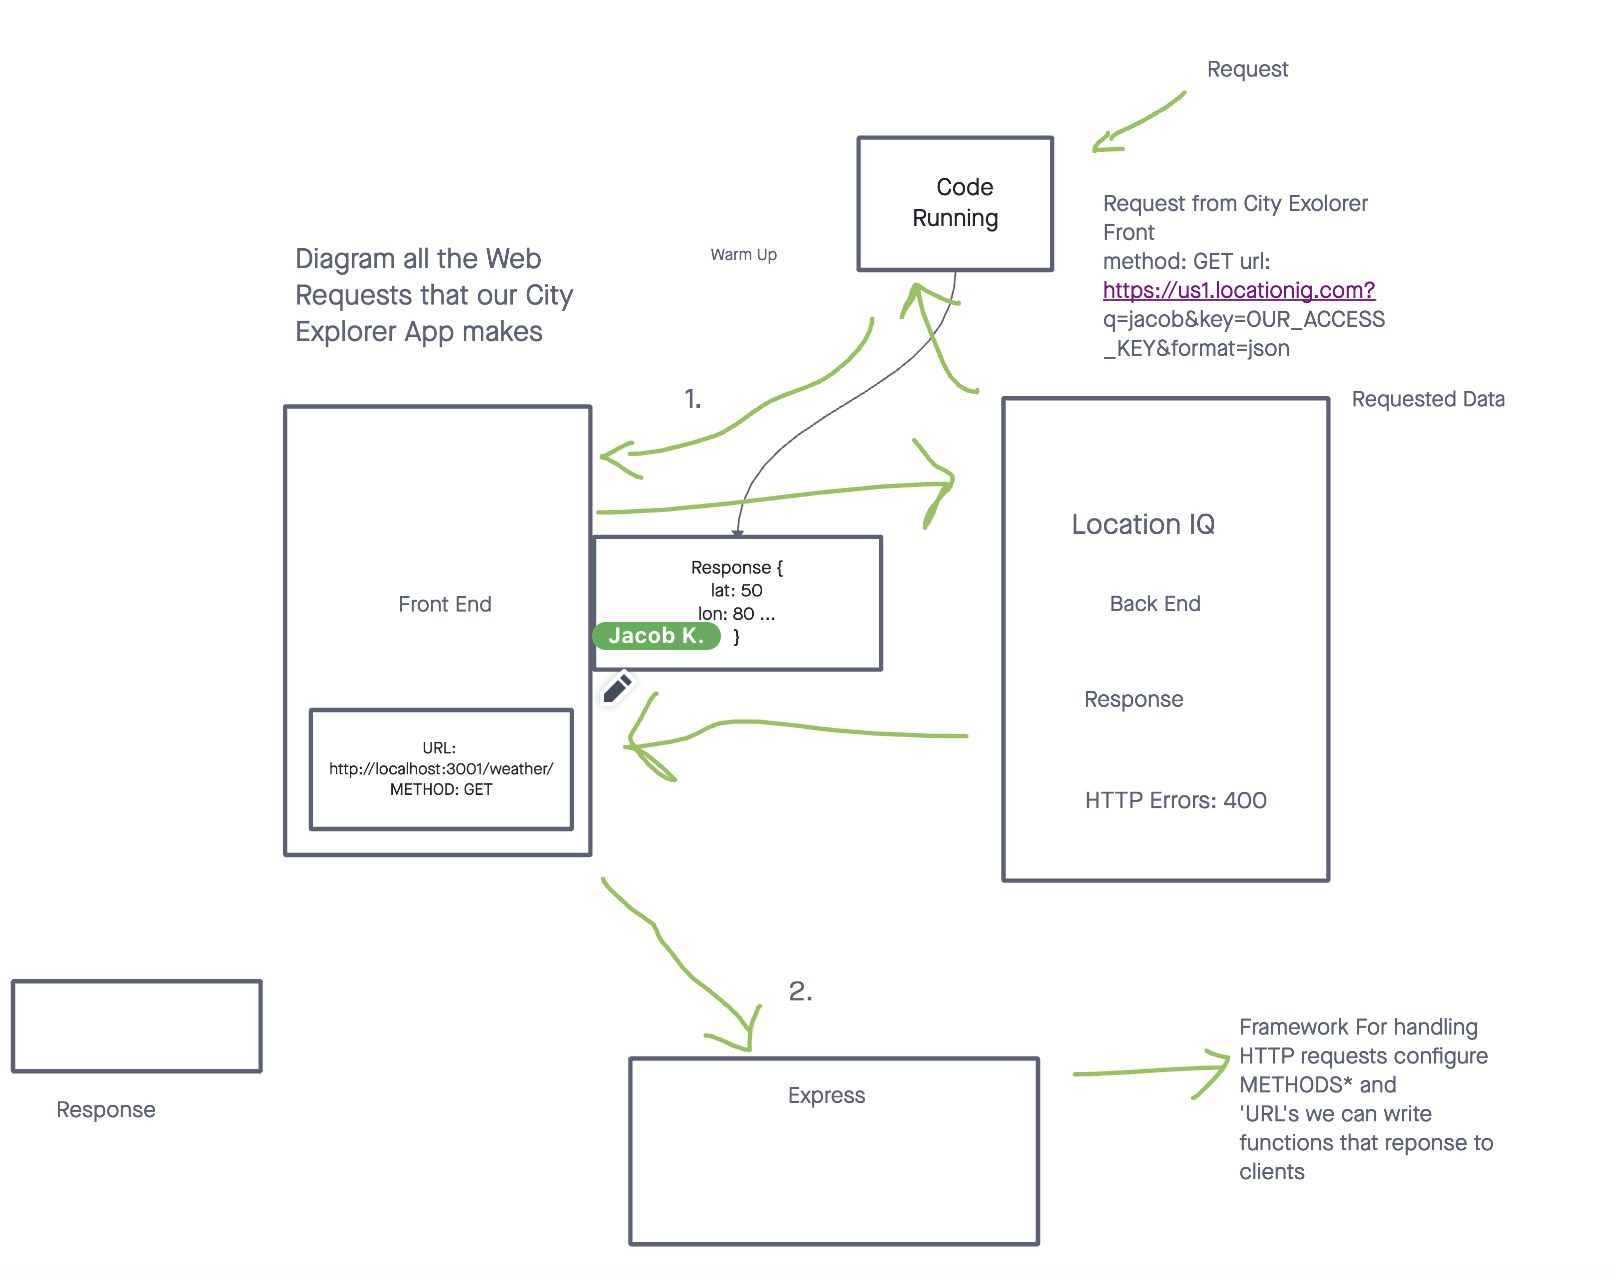 Request
Code
Running
Request from City Exolorer
Front
method: GET url:
https://us1.locationig.com?
q=jacob&key=OUR_ACCESS
_KEY&format=json
Warm Up
Diagram all the Web
Requests that our City
Explorer App makes
1.
Requested Data
Location IQ
Back End
Response
HTTP Errors: 400
Front End
Response {
lat: 50
lon: 80 ...
}
Jacob K.
URL:
http://localhost:3001/weather/
METHOD: GET
2.
Express
Framework For handling
HTTP requests configure
METHODS* and
'URL's we can write
functions that reponse to
clients
Response